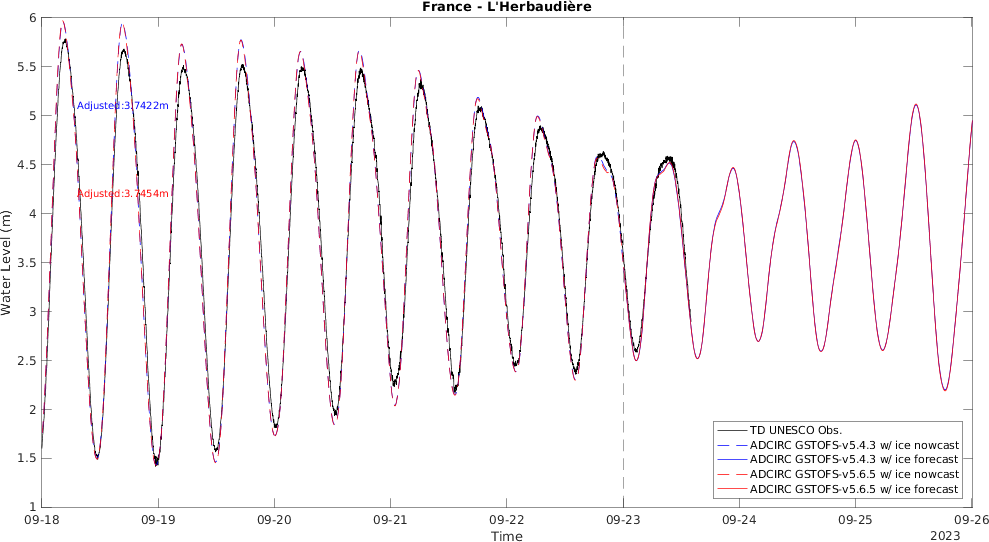 France - L'Herbaudière
6
5.5
5
4.5
4
3.5
3
2.5
2
1.5
1
Water Level (m)
Adjusted:3.7422m
Adjusted:3.7454m
TD UNESCO Obs.
ADCIRC GSTOFS-v5.4.3 w/ ice nowcast
ADCIRC GSTOFS-v5.4.3 w/ ice forecast
ADCIRC GSTOFS-v5.6.5 w/ ice nowcast
ADCIRC GSTOFS-v5.6.5 w/ ice forecast
09-18 09-19 09-20 09-21 09-22 09-23 09-24 09-25 09-26
Time
2023